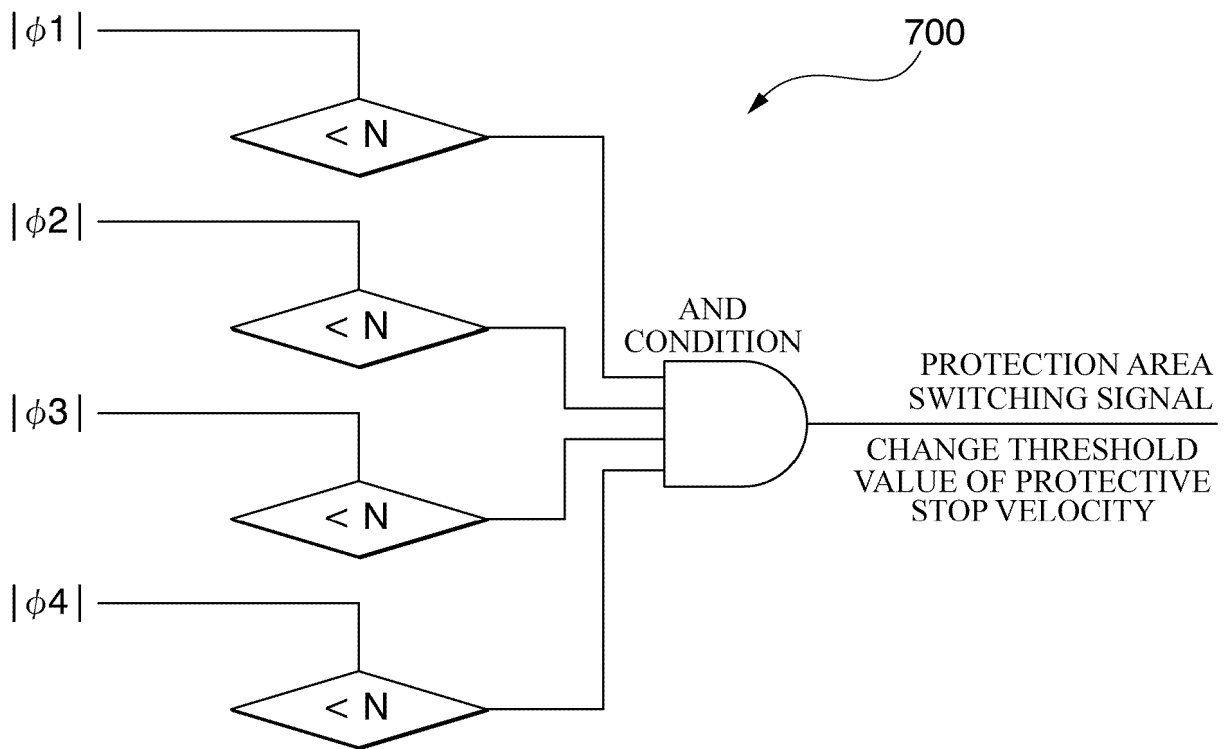 |ϕ1|
700
< N
|ϕ2|
< N
AND
CONDITION
PROTECTION AREA
SWITCHING SIGNAL
|ϕ3|
CHANGE THRESHOLD
VALUE OF PROTECTIVE
STOP VELOCITY
< N
|ϕ4|
< N